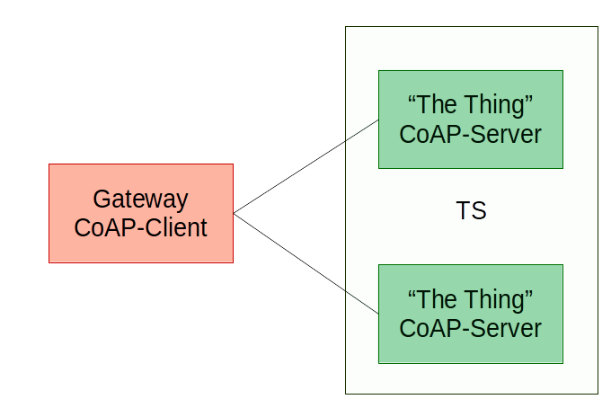 Gateway
CoAP-Client
“The Thing”
CoAP-Server
TS
“The Thing”
CoAP-Server